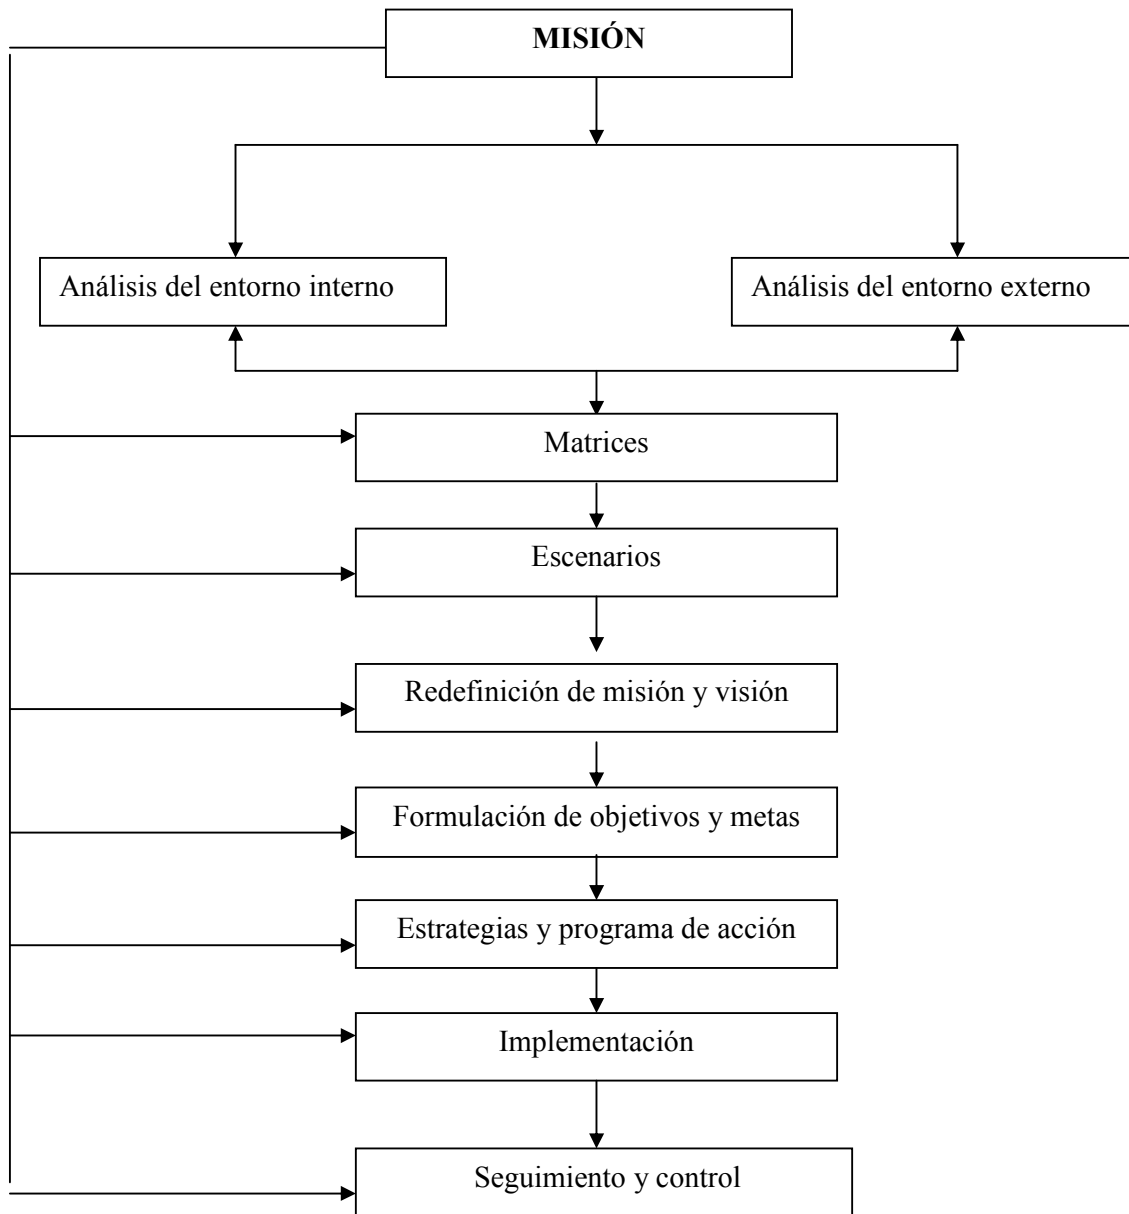 MISIÓN
Análisis del entorno interno
Análisis del entorno externo
Matrices
Escenarios
Redefinición de misión y visión
Formulación de objetivos y metas
Estrategias y programa de acción
Implementación
Seguimiento y control